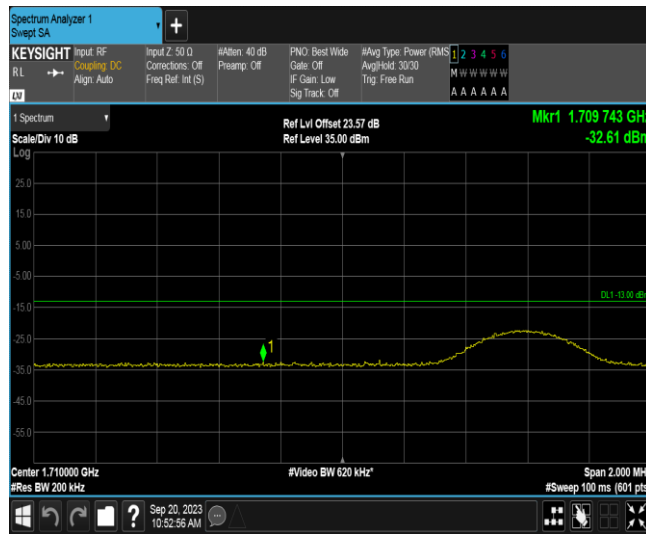 Spectrum Analyzer 1
Swept SA
+
KEYSIGHT
RL
LXI
Input: RF
Coupling: DC
Align: Auto
Input Z: 50 Ω
Corrections: Off
Freq Ref: Int (S)
#Atten: 40 dB
Preamp: Off
PNO: Best Wide
Gate: Off
IF Gain: Low
Sig Track: Off
#Avg Type: Power (RMS
Avg|Hold: 30/30
Trig: Free Run
1 2 3 4 5 6
M W W W W W
A A A A A A
1 Spectrum
Scale/Div 10 dB
Log
Ref Lvl Offset 23.57 dB
Ref Level 35.00 dBm
Mkr1 1.709 743 GHz
-32.61 dBm
25.0
15.0
5.00
-5.00
-15.0
-25.0
-35.0
-45.0
-55.0
DL1 -13.00 dBm
1
Center 1.710000 GHz
#Res BW 200 kHz
#Video BW 620 kHz*
Span 2.000 MH
#Sweep 100 ms (601 pts
?
Sep 20, 2023
10:52:56 AM